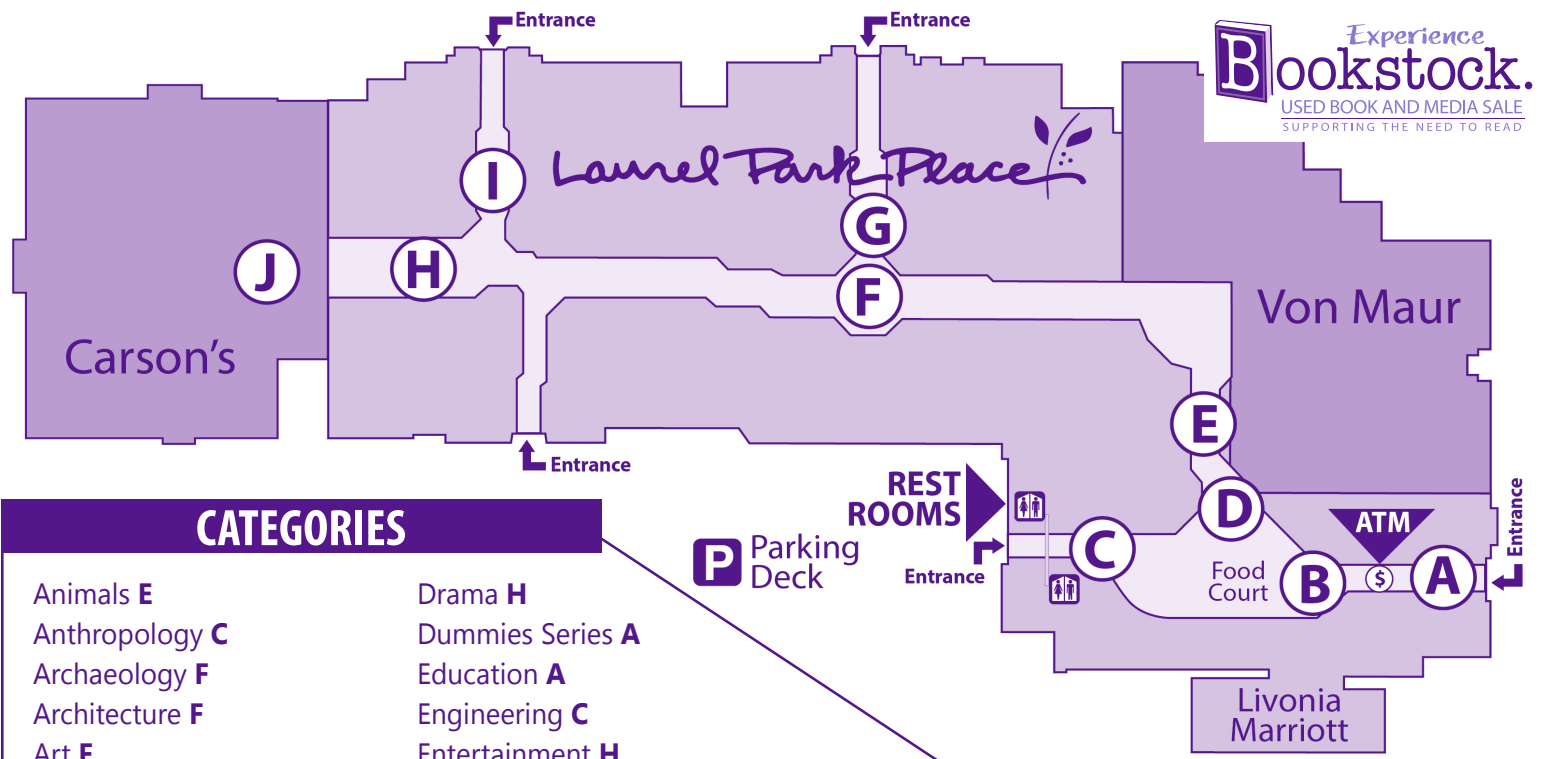 Entrance
Entrance
Experience
Bookstock.
USED BOOK AND MEDIA SALE
SUPPORTING THE NEED TO READ
Laurel Park Place
I
G
J
H
F
Von Maur
Carson's
E
Entrance
REST
ROOMS
D
ATM
Entrance
P
Parking
Deck
Entrance
C
Food
Court
B
$
A
Livonia
Marriott
CATEGORIES
Animals E
Anthropology C
Archaeology F
Architecture F
Art F
Drama H
Dummies Series A
Education A
Engineering C
Entertainment H